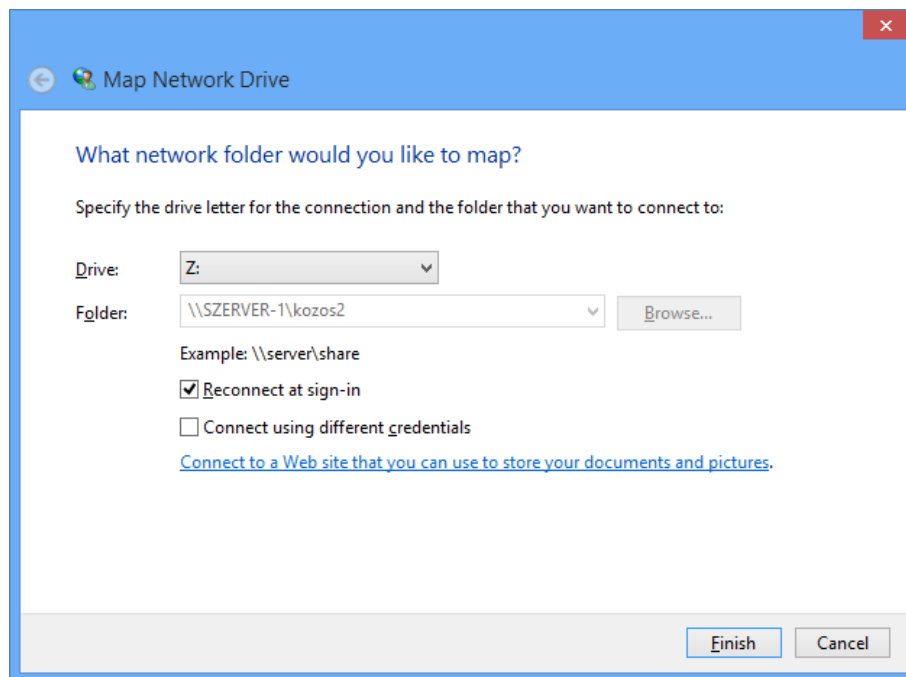 Map Network Drive
What network folder would you like to map?
Specify the drive letter for the connection and the folder that you want to connect to:
Drive: Z:
Folder: \\SZERVER-1\kozos2 Browse...
Example: \\server\share
Reconnect at sign-in
Connect using different credentials
Connect to a Web site that you can use to store your documents and pictures.
Finish Cancel